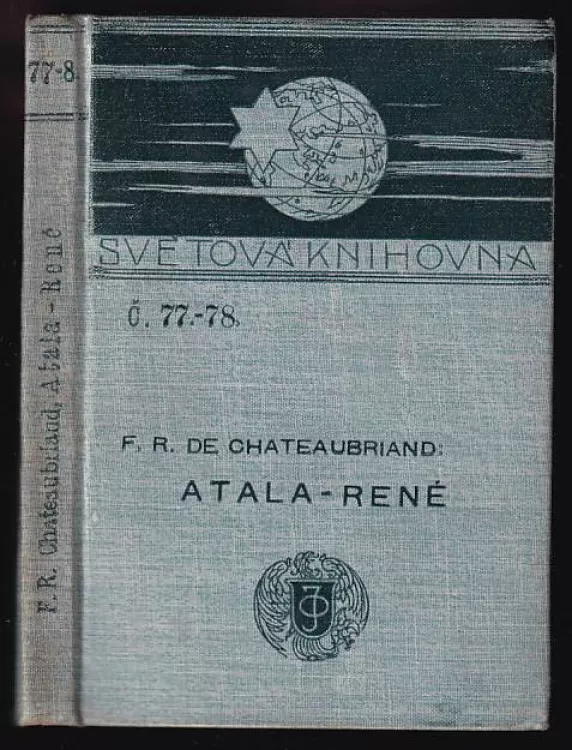 77-8.
F. R. Chateaubriand, Atala - René
SVĚTOVÁ KNIHOVNA
Č. 77.-78.
F. R. DE CHATEAUBRIAND:
ATALA - RENÉ